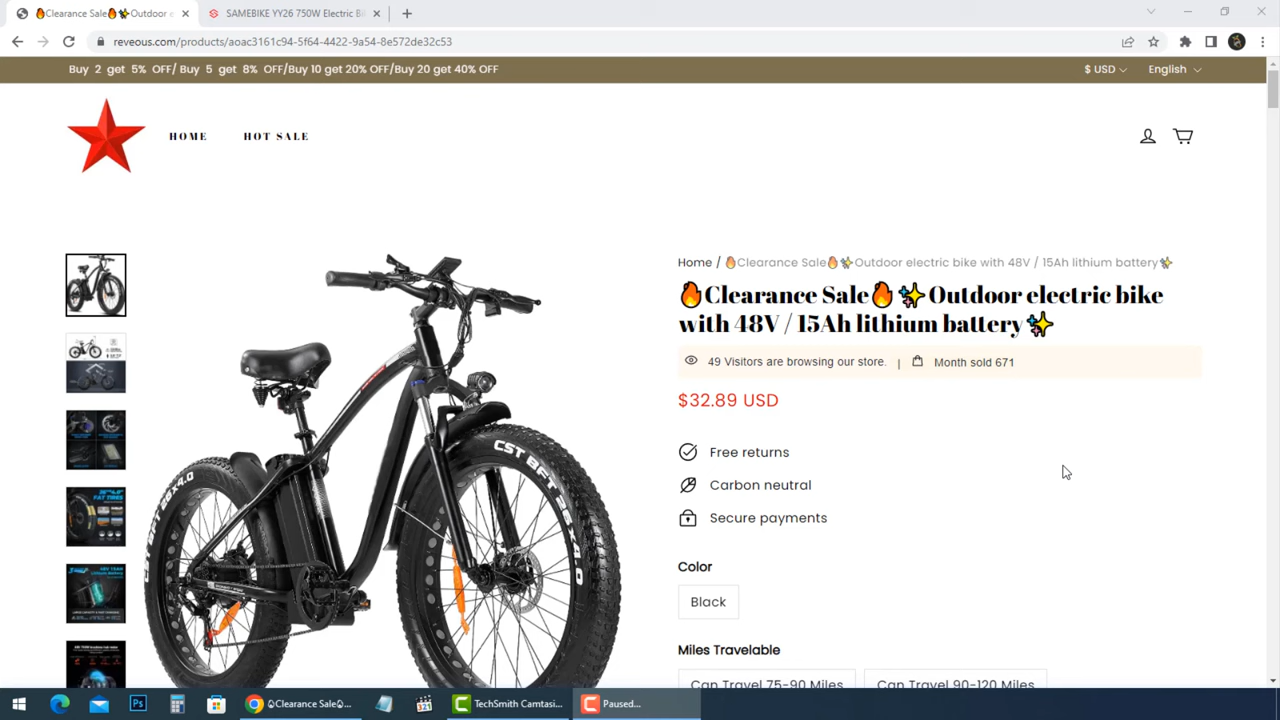 🔥Clearance Sale🔥✨Outdoor e
SAMEBIKE YY26 750W Electric Bi
reveous.com/products/aoac3161c94-5f64-4422-9a54-8e572de32c53
Buy 2 get 5% OFF/ Buy 5 get 8% OFF/Buy 10 get 20% OFF/Buy 20 get 40% OFF
$ USD
English
HOME
HOT SALE
Home / 🔥Clearance Sale🔥✨Outdoor electric bike with 48V / 15Ah lithium battery✨
🔥Clearance Sale🔥✨Outdoor electric bike
with 48V / 15Ah lithium battery✨
49 Visitors are browsing our store. | Month sold 671
$32.89 USD
Free returns
Carbon neutral
Secure payments
Color
Black
Miles Travelable
Can Travel 75-90 Miles
Can Travel 90-120 Miles
CST BFT
CST BFT 26x4.0
FAT TIRES
Ps
Clearance Sale...
TechSmith Camtasi...
Paused...